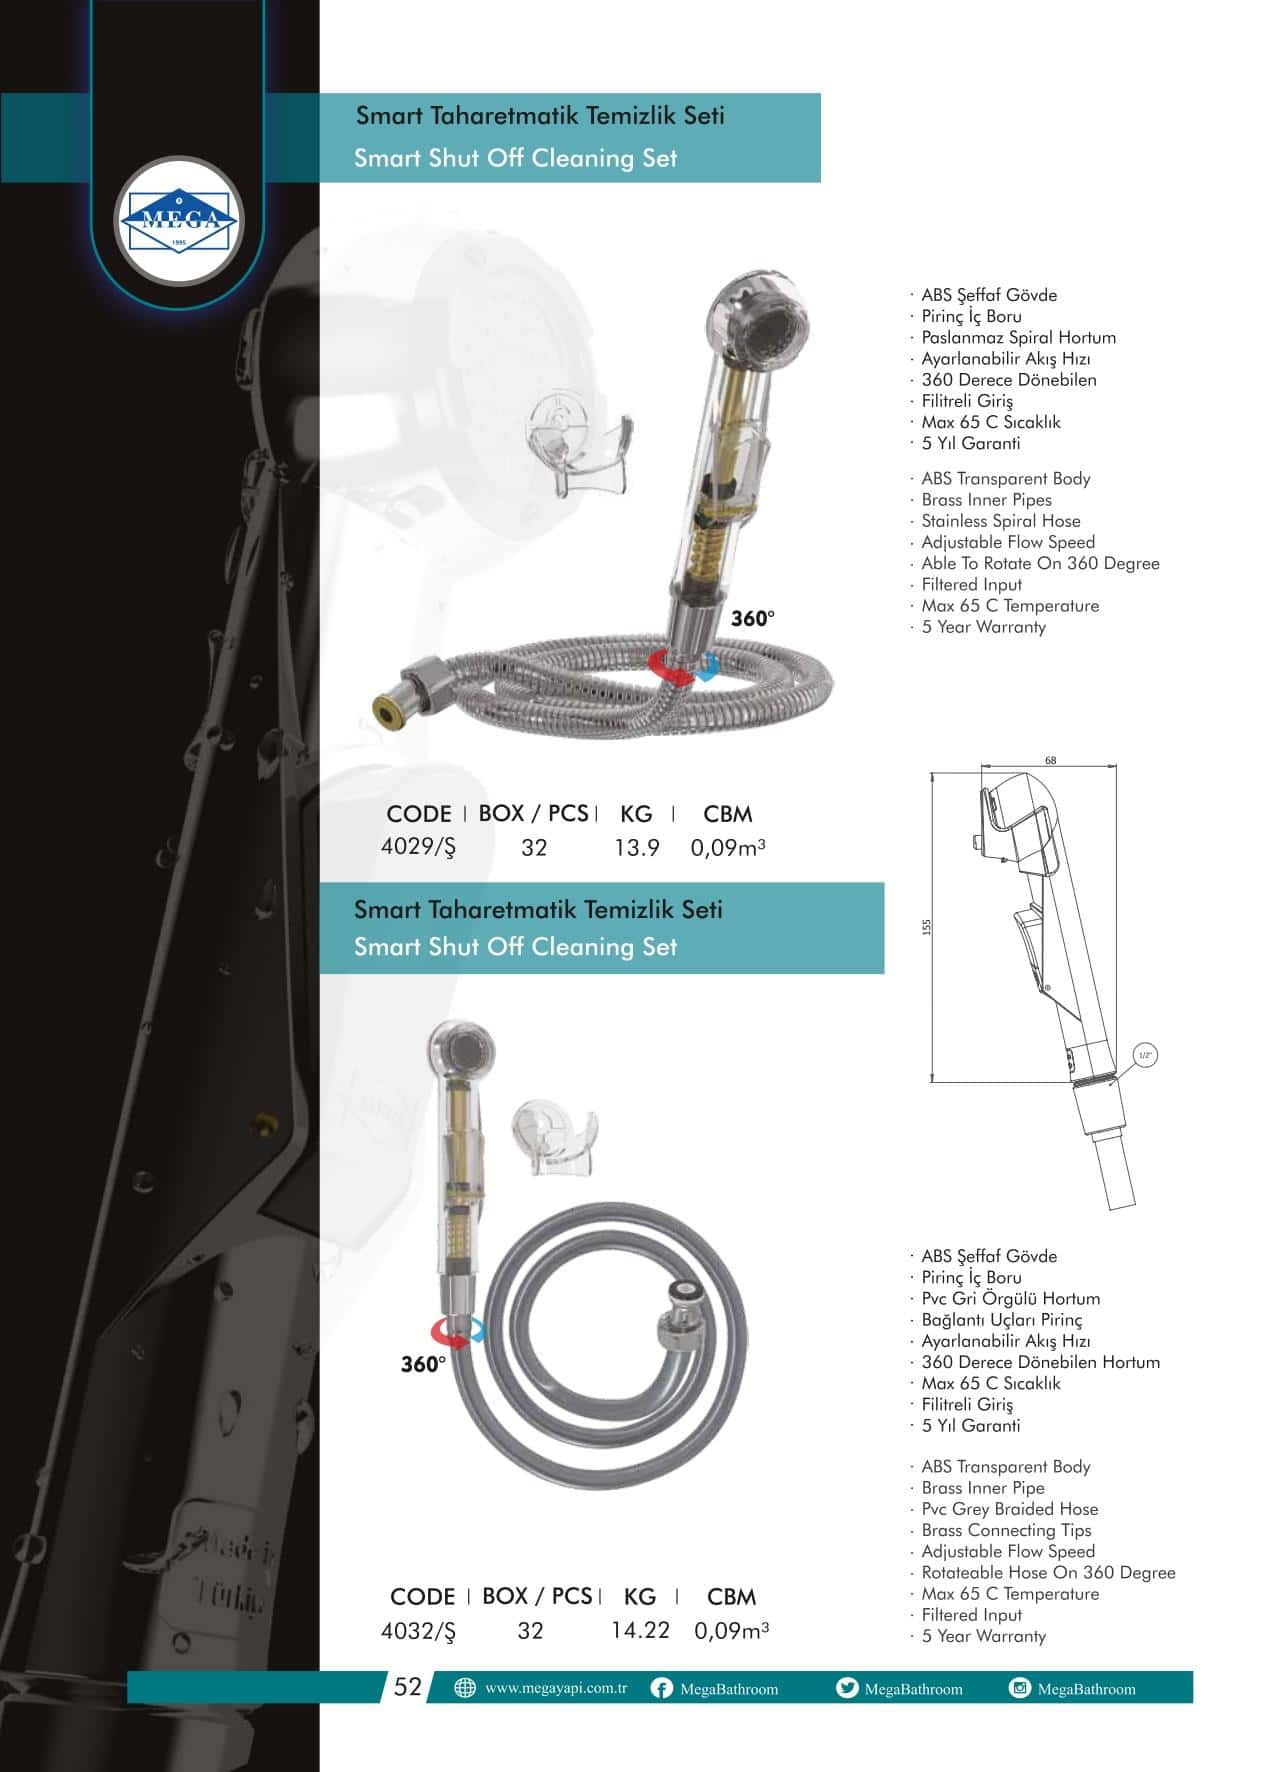 Smart Taharetmatik Temizlik Seti
Smart Shut Off Cleaning Set
MEGA
1995
· ABS Şeffaf Gövde
· Pirinç İç Boru
· Paslanmaz Spiral Hortum
· Ayarlanabilir Akış Hızı
· 360 Derece Dönebilen
· Filitreli Giriş
· Max 65 C Sıcaklık
· 5 Yıl Garanti
· ABS Transparent Body
· Brass Inner Pipes
· Stainless Spiral Hose
· Adjustable Flow Speed
· Able To Rotate On 360 Degree
· Filtered Input
· Max 65 C Temperature
· 5 Year Warranty
360°
CODE | BOX / PCS | KG | CBM
4029/Ş 32 13.9 0,09m³
68
155
1/2"
Smart Taharetmatik Temizlik Seti
Smart Shut Off Cleaning Set
360°
· ABS Şeffaf Gövde
· Pirinç İç Boru
· Pvc Gri Örgülü Hortum
· Bağlantı Uçları Pirinç
· Ayarlanabilir Akış Hızı
· 360 Derece Dönebilen Hortum
· Max 65 C Sıcaklık
· Filitreli Giriş
· 5 Yıl Garanti
· ABS Transparent Body
· Brass Inner Pipe
· Pvc Grey Braided Hose
· Brass Connecting Tips
· Adjustable Flow Speed
· Rotateable Hose On 360 Degree
· Max 65 C Temperature
· Filtered Input
· 5 Year Warranty
Made in
Türkiye
CODE | BOX / PCS | KG | CBM
4032/Ş 32 14.22 0,09m³
52 www.megayapi.com.tr MegaBathroom MegaBathroom MegaBathroom